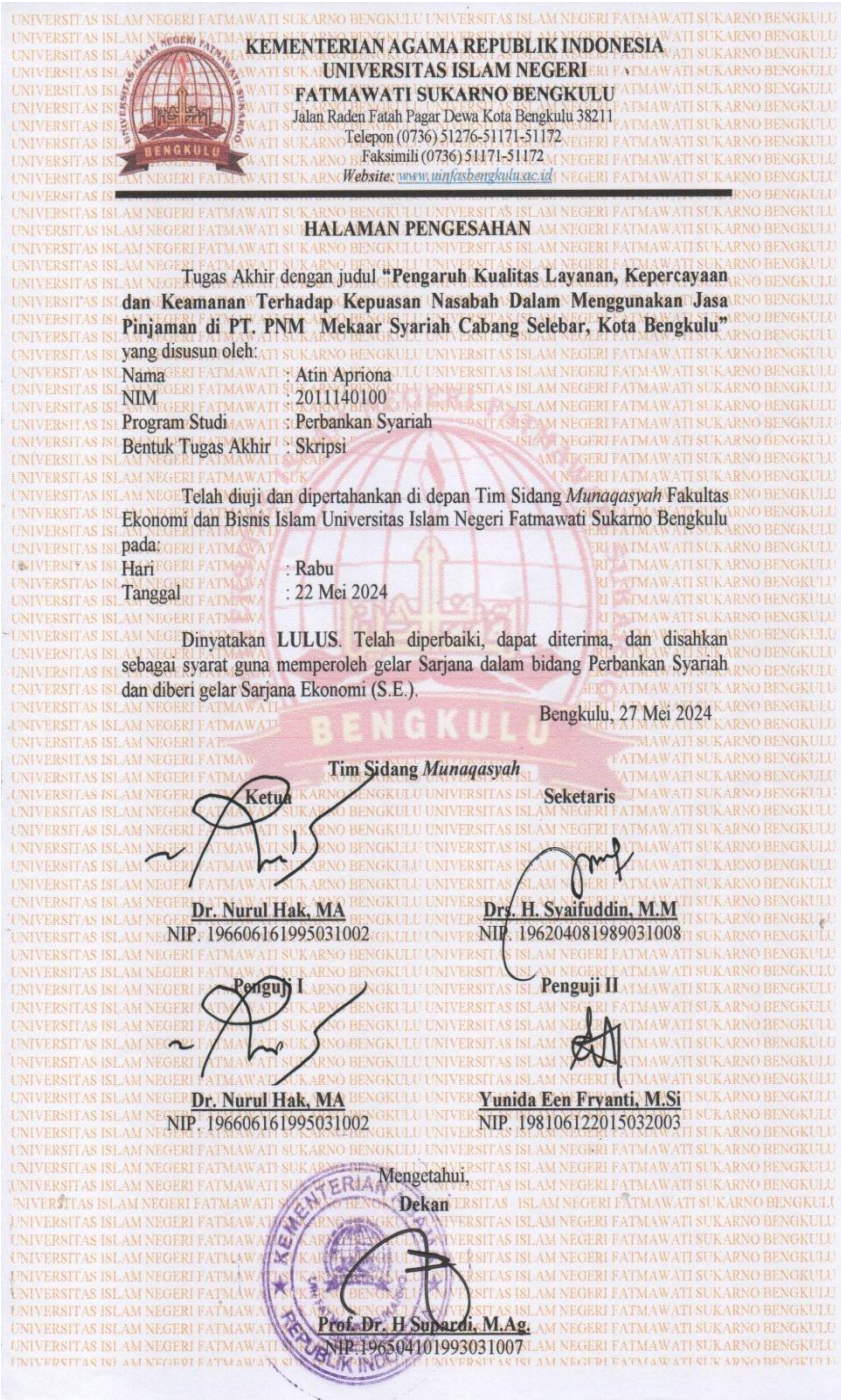 KEMENTERIAN AGAMA REPUBLIK INDONESIA
UNIVERSITAS ISLAM NEGERI
FATMAWATI SUKARNO BENGKULU
Jalan Raden Fatah Pagar Dewa Kota Bengkulu 38211
Telepon (0736) 51276-51171-51172
Faksimili (0736) 51171-51172
Website: www.uinfasbengkulu.ac.id
BENGKULU
HALAMAN PENGESAHAN
Tugas Akhir dengan judul “Pengaruh Kualitas Layanan, Kepercayaan
dan Keamanan Terhadap Kepuasan Nasabah Dalam Menggunakan Jasa
Pinjaman di PT. PNM Mekaar Syariah Cabang Selebar, Kota Bengkulu”
yang disusun oleh:
Nama : Atin Apriona
NIM : 2011140100
Program Studi : Perbankan Syariah
Bentuk Tugas Akhir : Skripsi
Telah diuji dan dipertahankan di depan Tim Sidang Munaqasyah Fakultas
Ekonomi dan Bisnis Islam Universitas Islam Negeri Fatmawati Sukarno Bengkulu
pada:
Hari : Rabu
Tanggal : 22 Mei 2024
Dinyatakan LULUS. Telah diperbaiki, dapat diterima, dan disahkan
sebagai syarat guna memperoleh gelar Sarjana dalam bidang Perbankan Syariah
dan diberi gelar Sarjana Ekonomi (S.E.).
Bengkulu, 27 Mei 2024
BENGKULU
Tim Sidang Munaqasyah
Ketua Seketaris
Dr. Nurul Hak, MA Drs. H. Syaifuddin, M.M
NIP. 196606161995031002 NIP. 196204081989031008
Penguji I Penguji II
Dr. Nurul Hak, MA Yunida Een Fryanti, M.Si
NIP. 196606161995031002 NIP. 198106122015032003
Mengetahui,
Dekan
KEMENTERIAN AGAMA
REPUBLIK INDONESIA
Prof. Dr. H Supardi, M.Ag.
NIP.196504101993031007